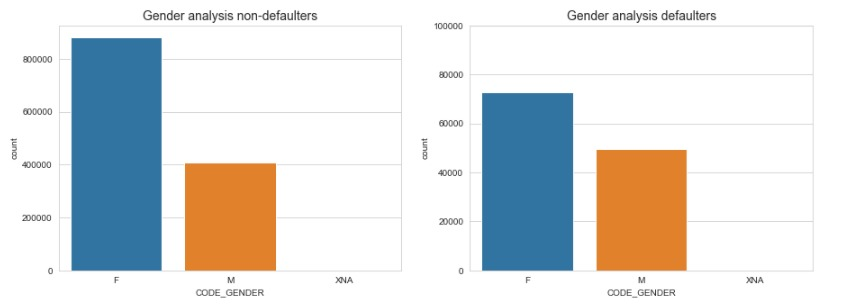 Gender analysis non-defaulters
800000
600000
400000
200000
0
count
F M XNA
CODE_GENDER
Gender analysis defaulters
100000
80000
60000
40000
20000
0
count
F M XNA
CODE_GENDER